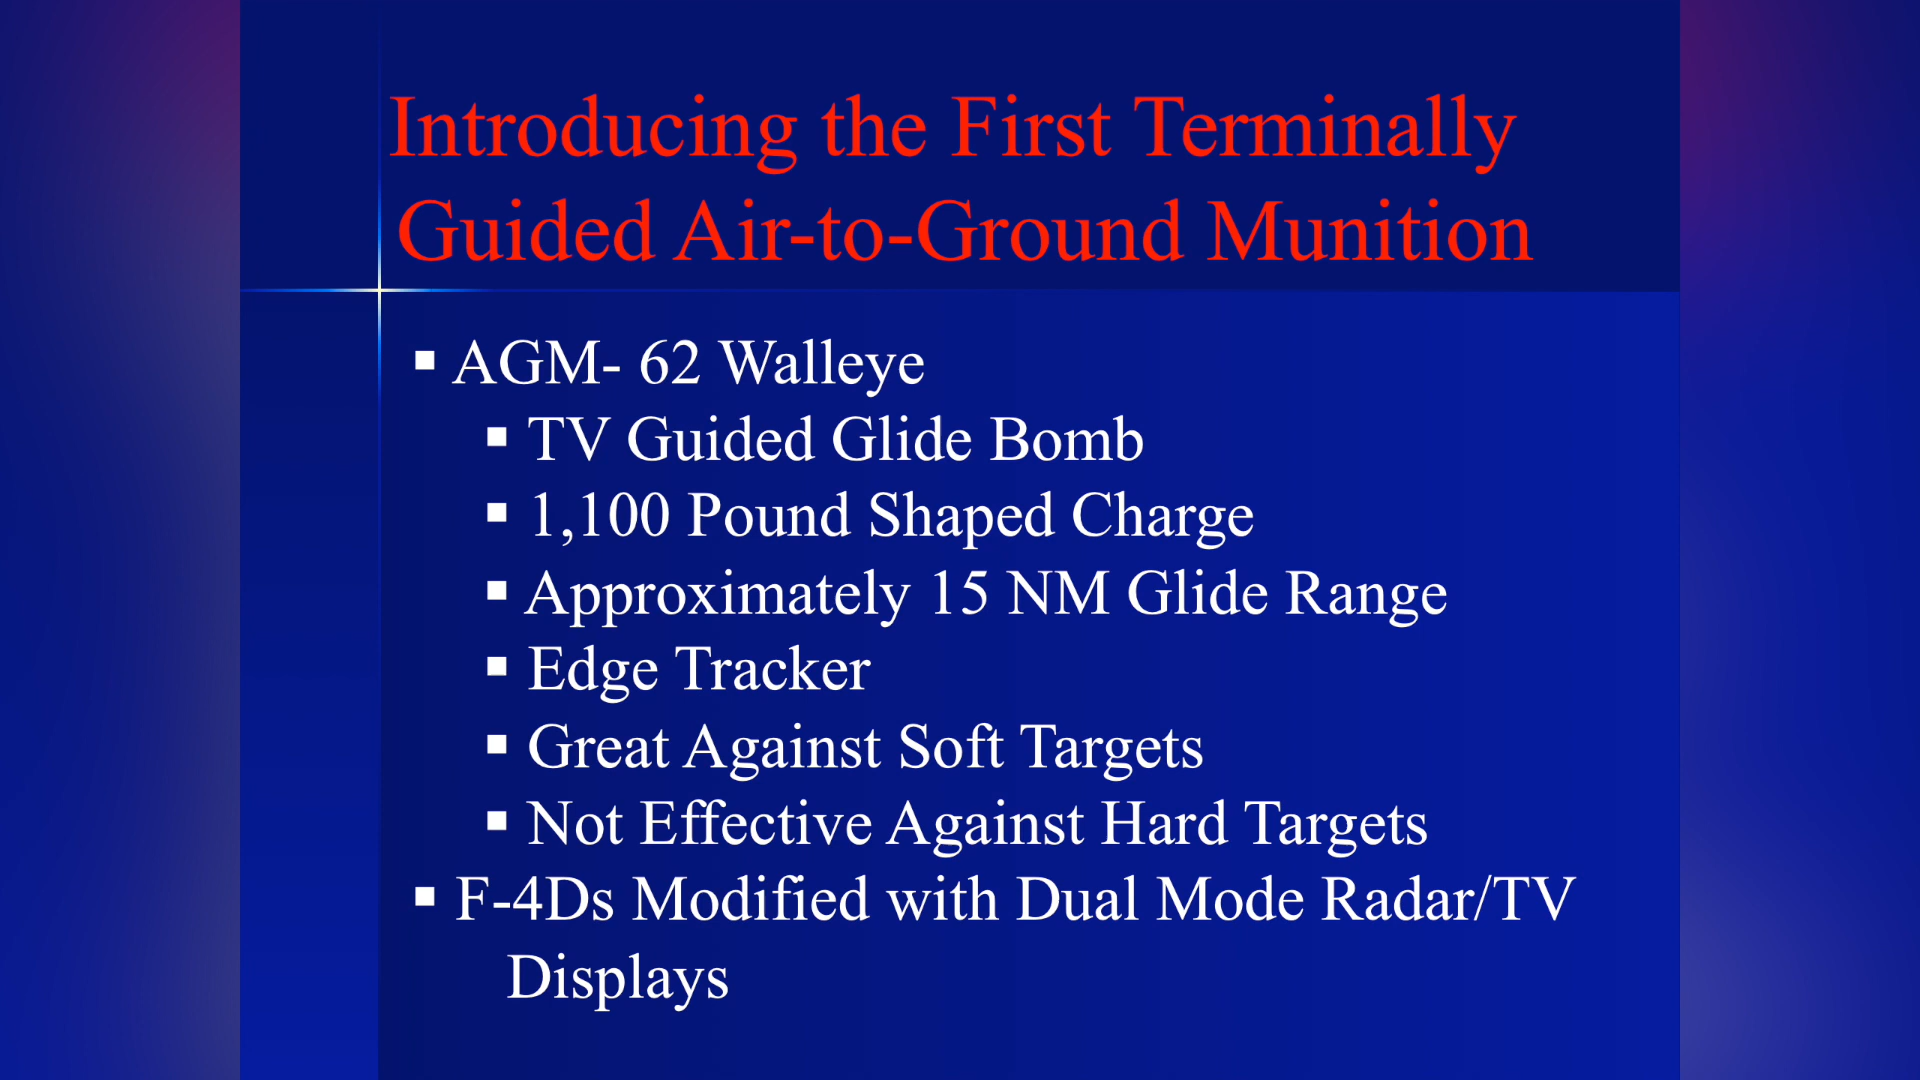 Introducing the First Terminally
Guided Air-to-Ground Munition
▪ AGM- 62 Walleye
▪ TV Guided Glide Bomb
▪ 1,100 Pound Shaped Charge
▪ Approximately 15 NM Glide Range
▪ Edge Tracker
▪ Great Against Soft Targets
▪ Not Effective Against Hard Targets
▪ F-4Ds Modified with Dual Mode Radar/TV
Displays